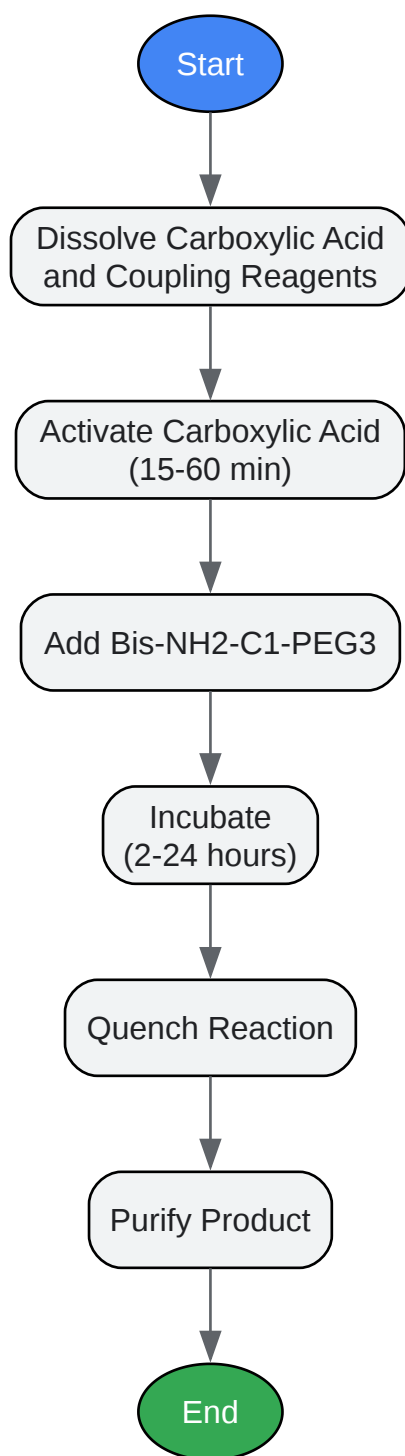 Start
Dissolve Carboxylic Acid
and Coupling Reagents
Activate Carboxylic Acid
(15-60 min)
Add Bis-NH2-C1-PEG3
Incubate
(2-24 hours)
Quench Reaction
Purify Product
End